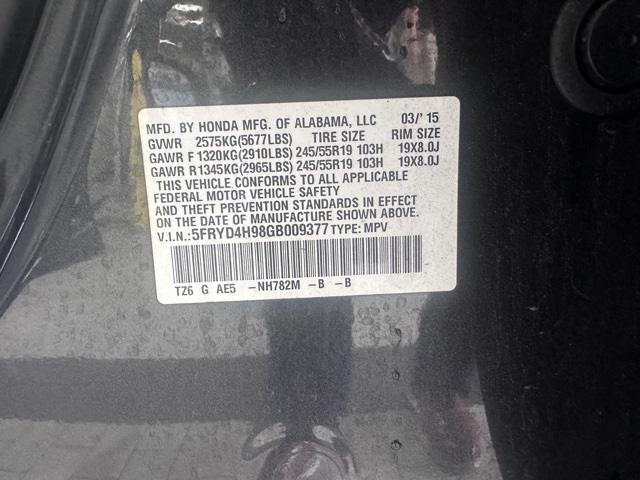 MFD. BY HONDA MFG. OF ALABAMA, LLC 03/'15
GVWR 2575KG(5677LBS) TIRE SIZE RIM SIZE
GAWR F 1320KG(2910LBS) 245/55R19 103H 19X8.0J
GAWR R 1345KG(2965LBS) 245/55R19 103H 19X8.0J
THIS VEHICLE CONFORMS TO ALL APPLICABLE
FEDERAL MOTOR VEHICLE SAFETY
AND THEFT PREVENTION STANDARDS IN EFFECT
ON THE DATE OF MANUFACTURE SHOWN ABOVE.
V.I.N.:5FRYD4H98GB009377 TYPE: MPV
TZ6 G AE5 -NH782M -B -B